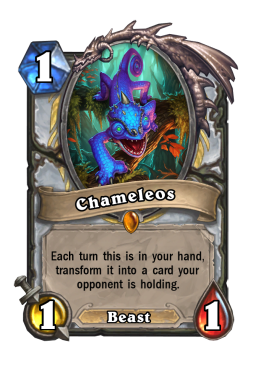 1
Chameleos
Each turn this is in your hand,
transform it into a card your
opponent is holding.
1
Beast
1